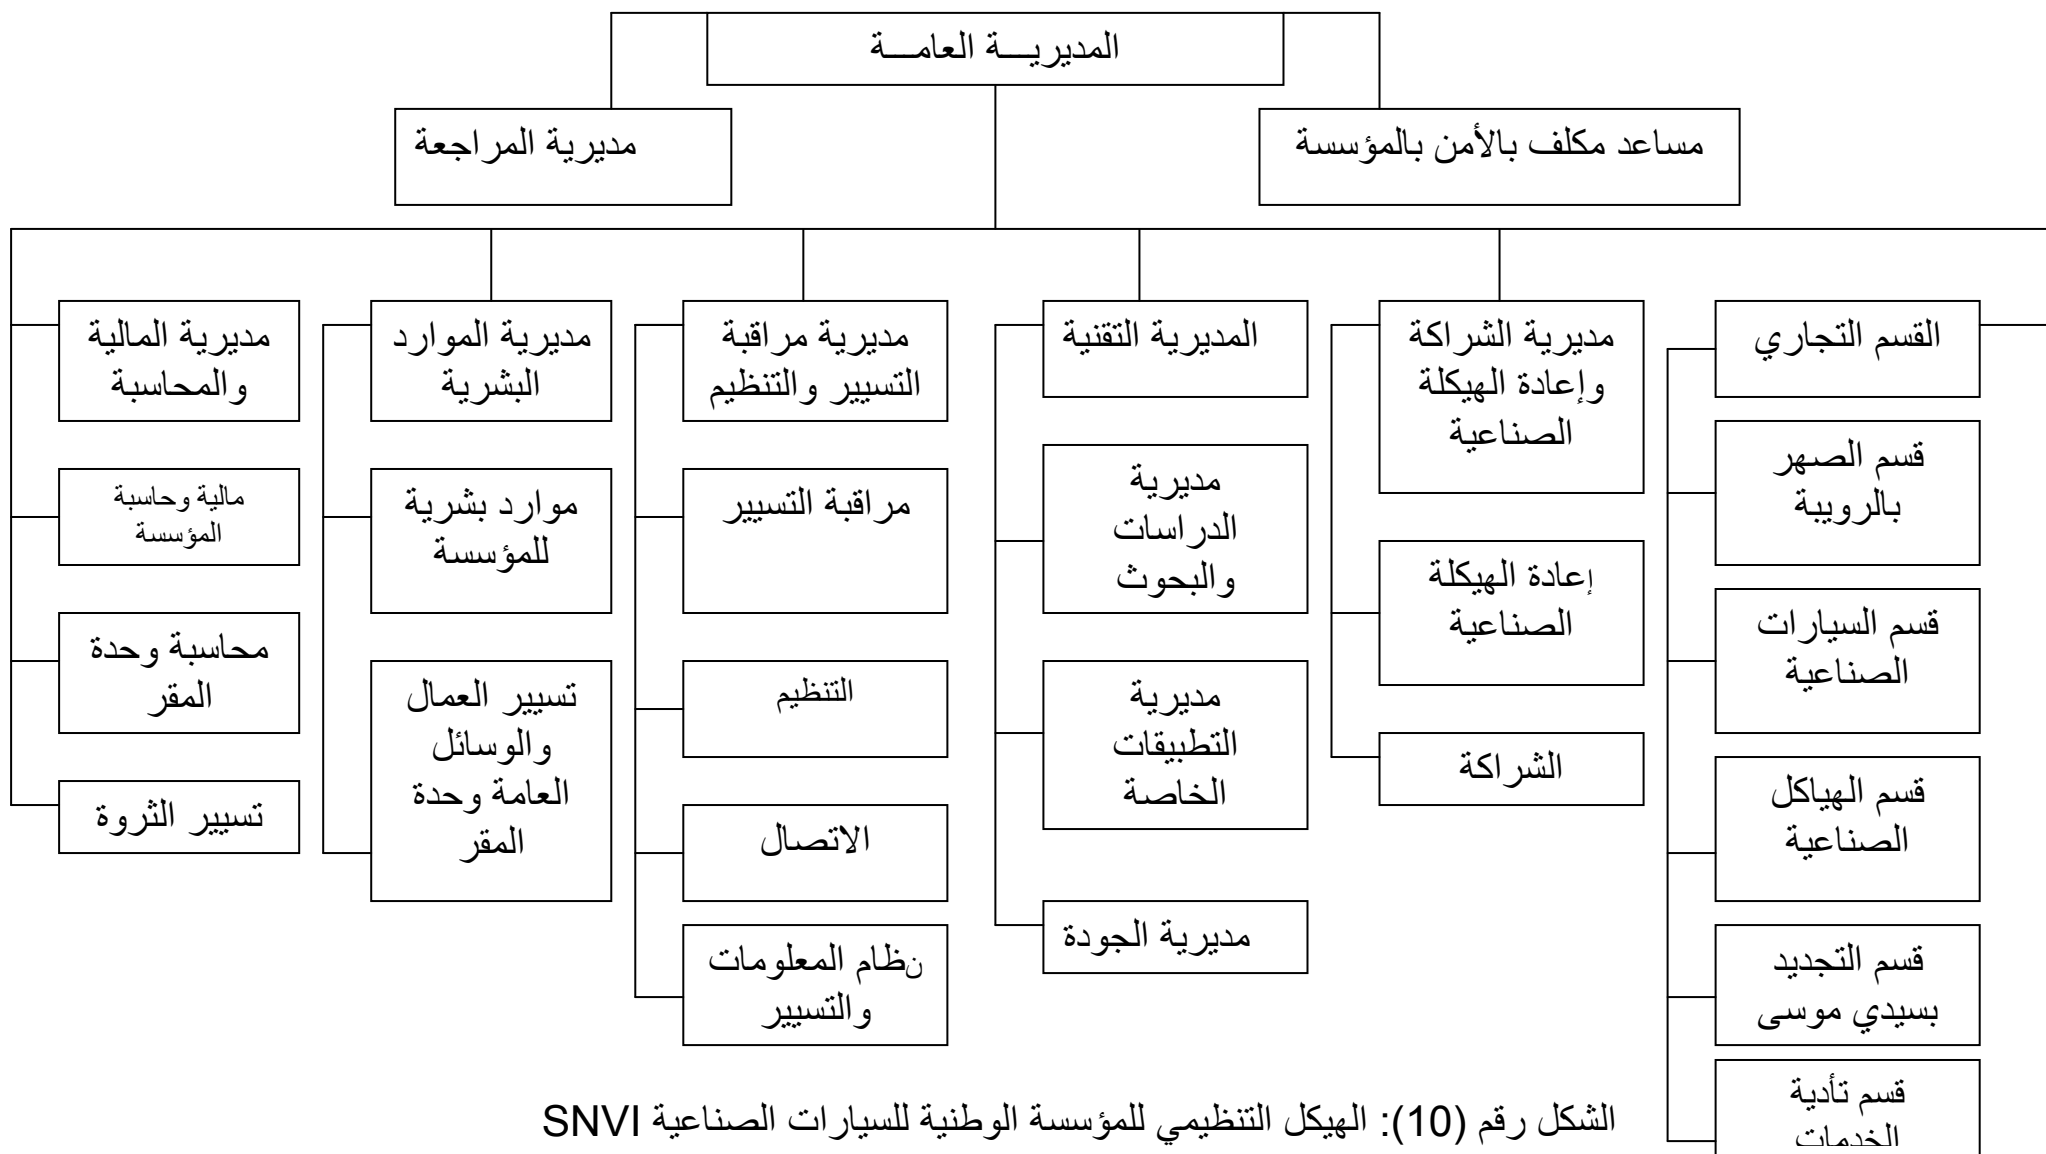 المديريـــة العامـــة
مساعد مكلف بالأمن بالمؤسسة
مديرية المراجعة
القسم التجاري
قسم الصهر
بالرويبة
قسم السيارات
الصناعية
قسم الهياكل
الصناعية
قسم التجديد
بسيدي موسى
قسم تأدية
الخدمات
مديرية الشراكة
وإعادة الهيكلة
الصناعية
إعادة الهيكلة
الصناعية
الشراكة
المديرية التقنية
مديرية
الدراسات
والبحوث
مديرية
التطبيقات
الخاصة
مديرية الجودة
مديرية مراقبة
التسيير والتنظيم
مراقبة التسيير
التنظيم
الاتصال
نظام المعلومات
والتسيير
مديرية الموارد
البشرية
موارد بشرية
للمؤسسة
تسيير العمال
والوسائل
العامة وحدة
المقر
مديرية المالية
والمحاسبة
مالية وحاسبة
المؤسسة
محاسبة وحدة
المقر
تسيير الثروة
الشكل رقم (10): الهيكل التنظيمي للمؤسسة الوطنية للسيارات الصناعية SNVI